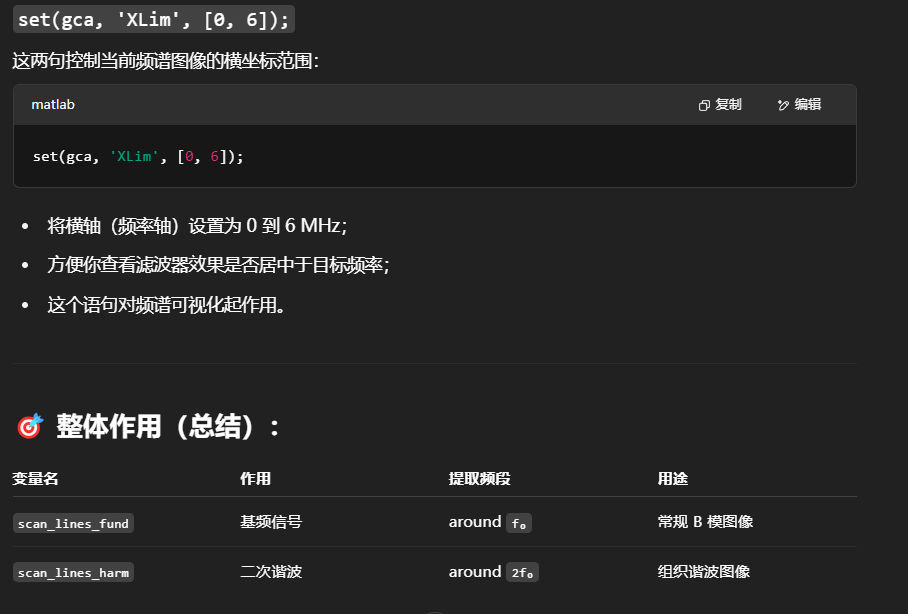 set(gca, 'XLim', [0, 6]);
这两句控制当前频谱图像的横坐标范围：
matlab 复制 编辑
set(gca, 'XLim', [0, 6]);
• 将横轴（频率轴）设置为 0 到 6 MHz；
• 方便你查看滤波器效果是否居中于目标频率；
• 这个语句对频谱可视化起作用。
🎯 整体作用（总结）：
变量名 作用 提取频段 用途
scan_lines_fund 基频信号 around f₀ 常规 B 模图像
scan_lines_harm 二次谐波 around 2f₀ 组织谐波图像